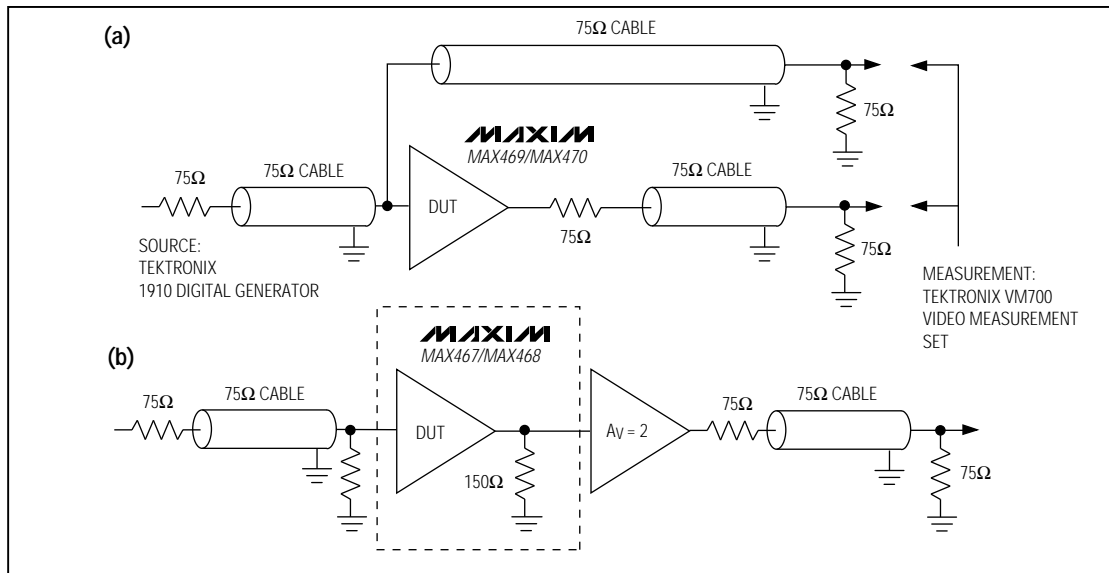 (a)
75Ω CABLE
75Ω
MAXIM
MAX469/MAX470
75Ω
75Ω CABLE
DUT
75Ω
75Ω CABLE
75Ω
SOURCE:
TEKTRONIX
1910 DIGITAL GENERATOR
MEASUREMENT:
TEKTRONIX VM700
VIDEO MEASUREMENT
SET
(b)
MAXIM
MAX467/MAX468
75Ω
75Ω CABLE
DUT
150Ω
AV = 2
75Ω
75Ω CABLE
75Ω